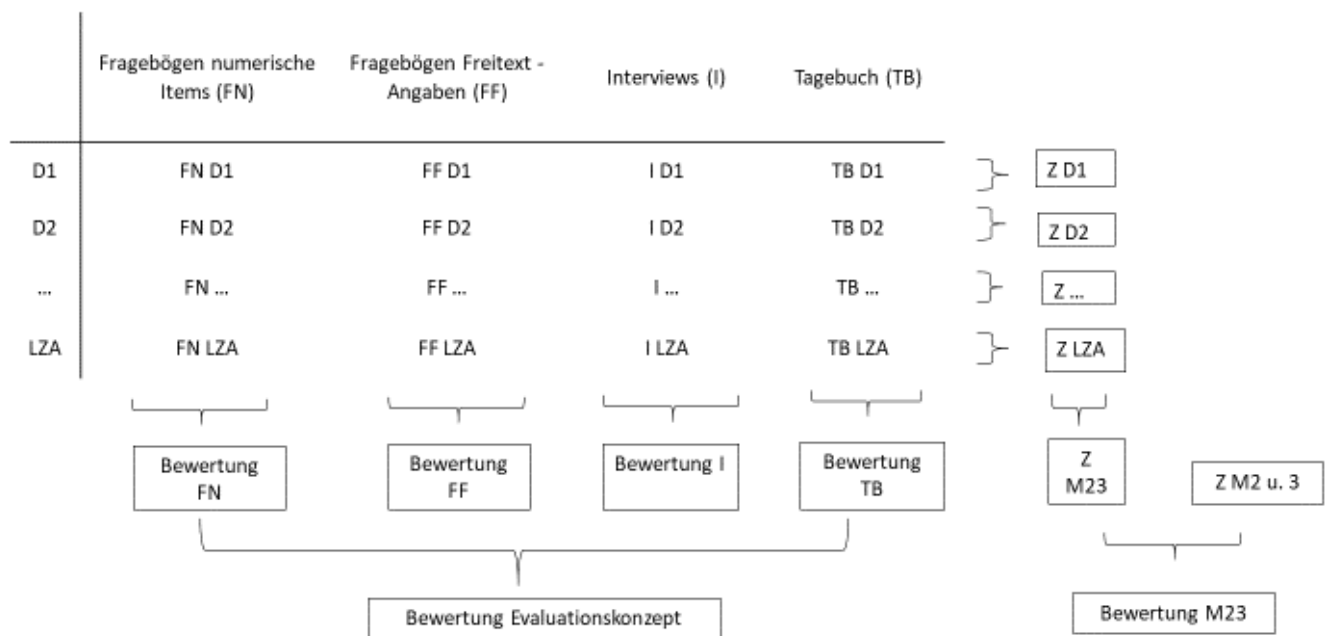 Fragebögen numerische
Items (FN)
Fragebögen Freitext -
Angaben (FF)
Interviews (I)
Tagebuch (TB)
D1 FN D1 FF D1 I D1 TB D1 Z D1
D2 FN D2 FF D2 I D2 TB D2 Z D2
... FN ... FF ... I ... TB ... Z ...
LZA FN LZA FF LZA I LZA TB LZA Z LZA
Bewertung
FN
Bewertung
FF
Bewertung I
Bewertung
TB
Z
M23
Z M2 u. 3
Bewertung Evaluationskonzept
Bewertung M23